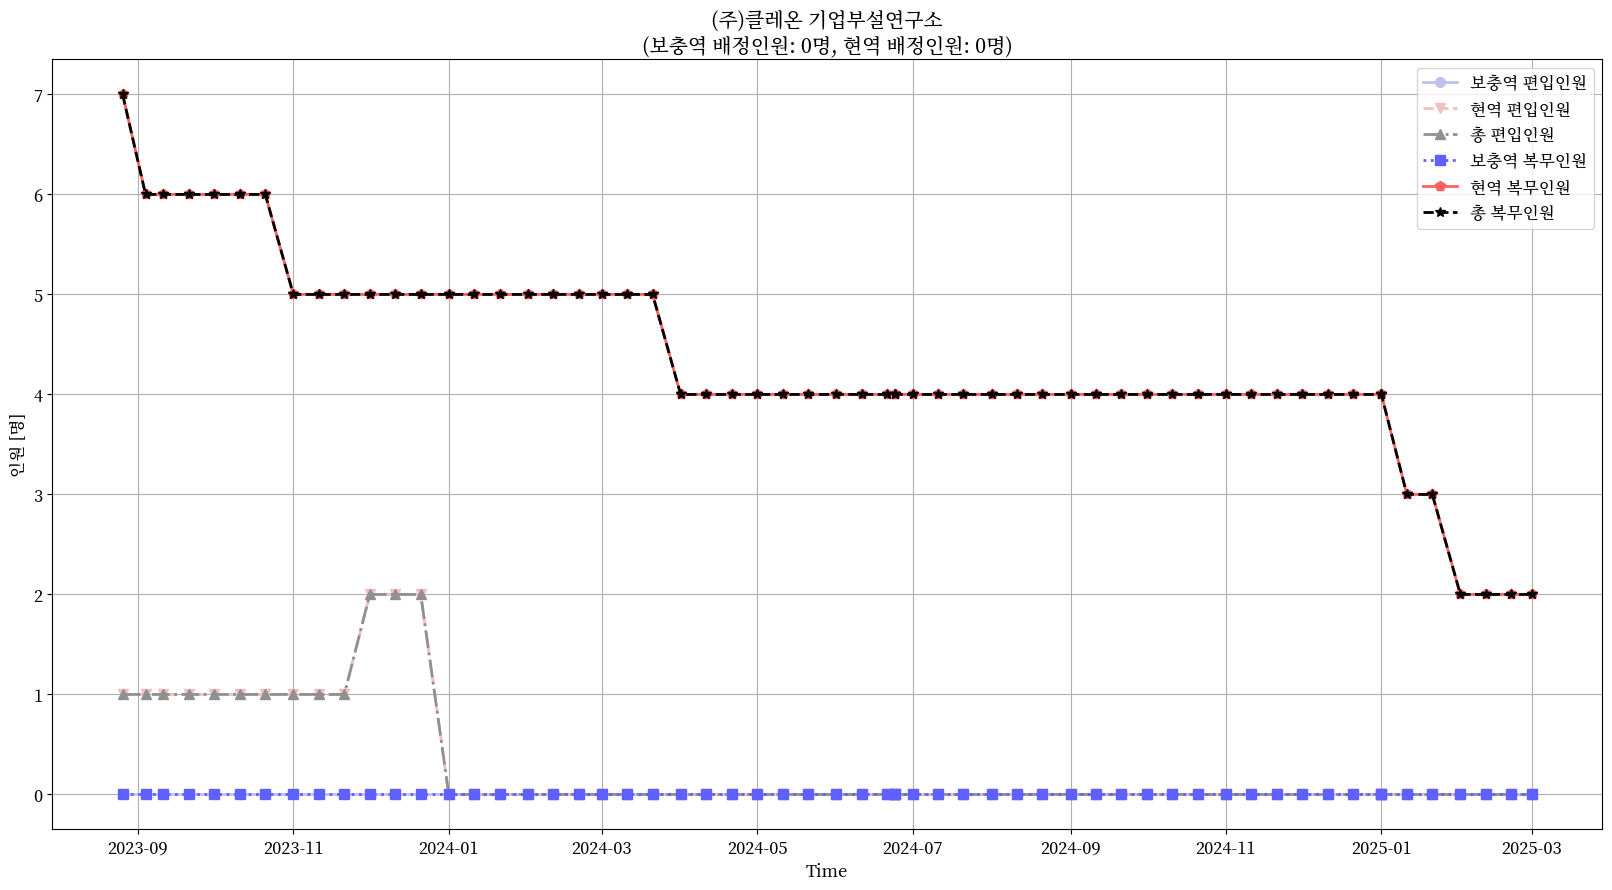 (주)클레온 기업부설연구소
(보충역 배정인원: 0명, 현역 배정인원: 0명)
보충역 편입인원
현역 편입인원
총 편입인원
보충역 복무인원
현역 복무인원
총 복무인원
7
6
5
4
3
2
1
0
인원 [명]
2023-09
2023-11
2024-01
2024-03
2024-05
2024-07
2024-09
2024-11
2025-01
2025-03
Time